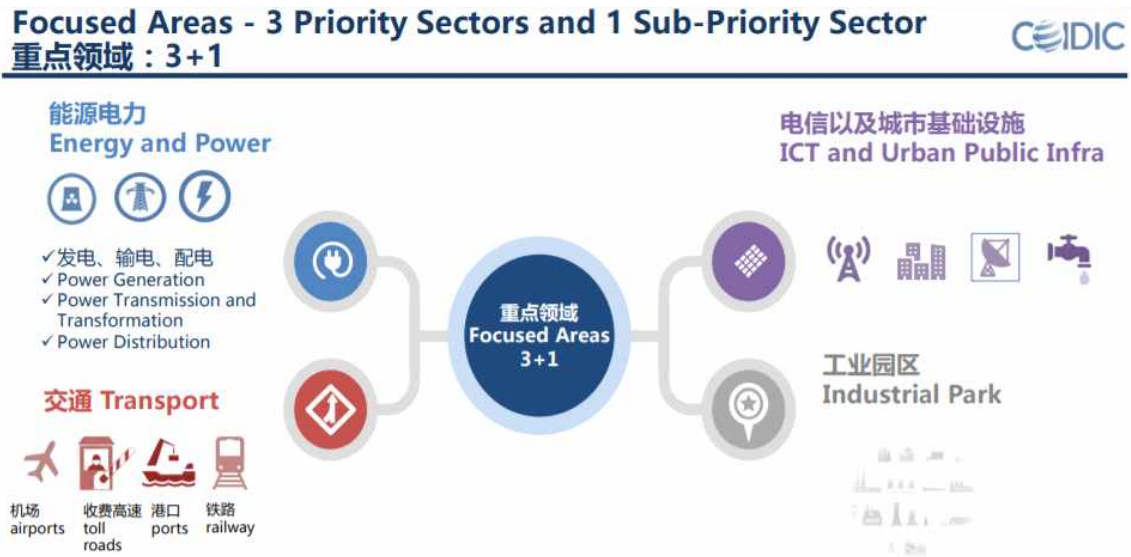 Focused Areas - 3 Priority Sectors and 1 Sub-Priority Sector
重点领域：3+1
COIDIC
能源电力
Energy and Power
✓发电、输电、配电
✓Power Generation
✓Power Transmission and
Transformation
✓Power Distribution
交通 Transport
机场
airports
收费高速
toll
roads
港口
ports
铁路
railway
重点领域
Focused Areas
3+1
电信以及城市基础设施
ICT and Urban Public Infra
工业园区
Industrial Park